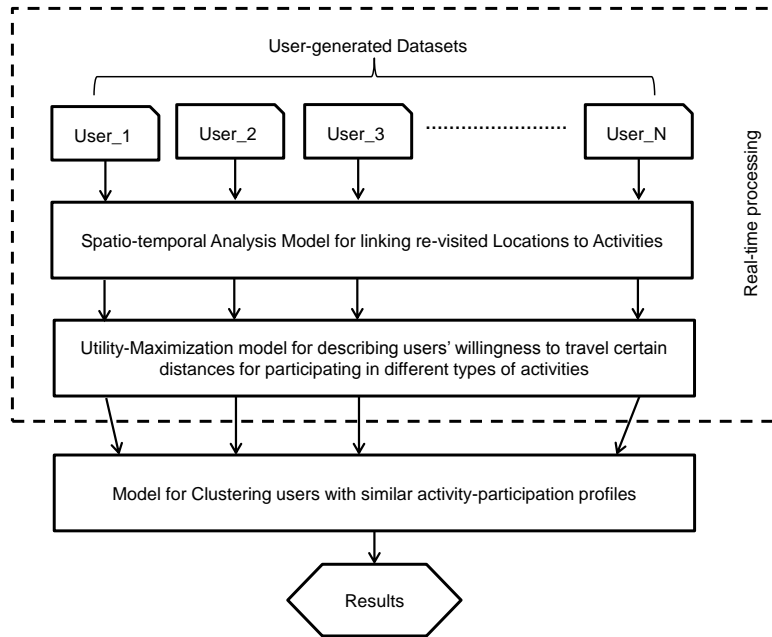 User-generated Datasets
User_1
User_2
User_3
User_N
Real-time processing
Spatio-temporal Analysis Model for linking re-visited Locations to Activities
Utility-Maximization model for describing users’ willingness to travel certain
distances for participating in different types of activities
Model for Clustering users with similar activity-participation profiles
Results